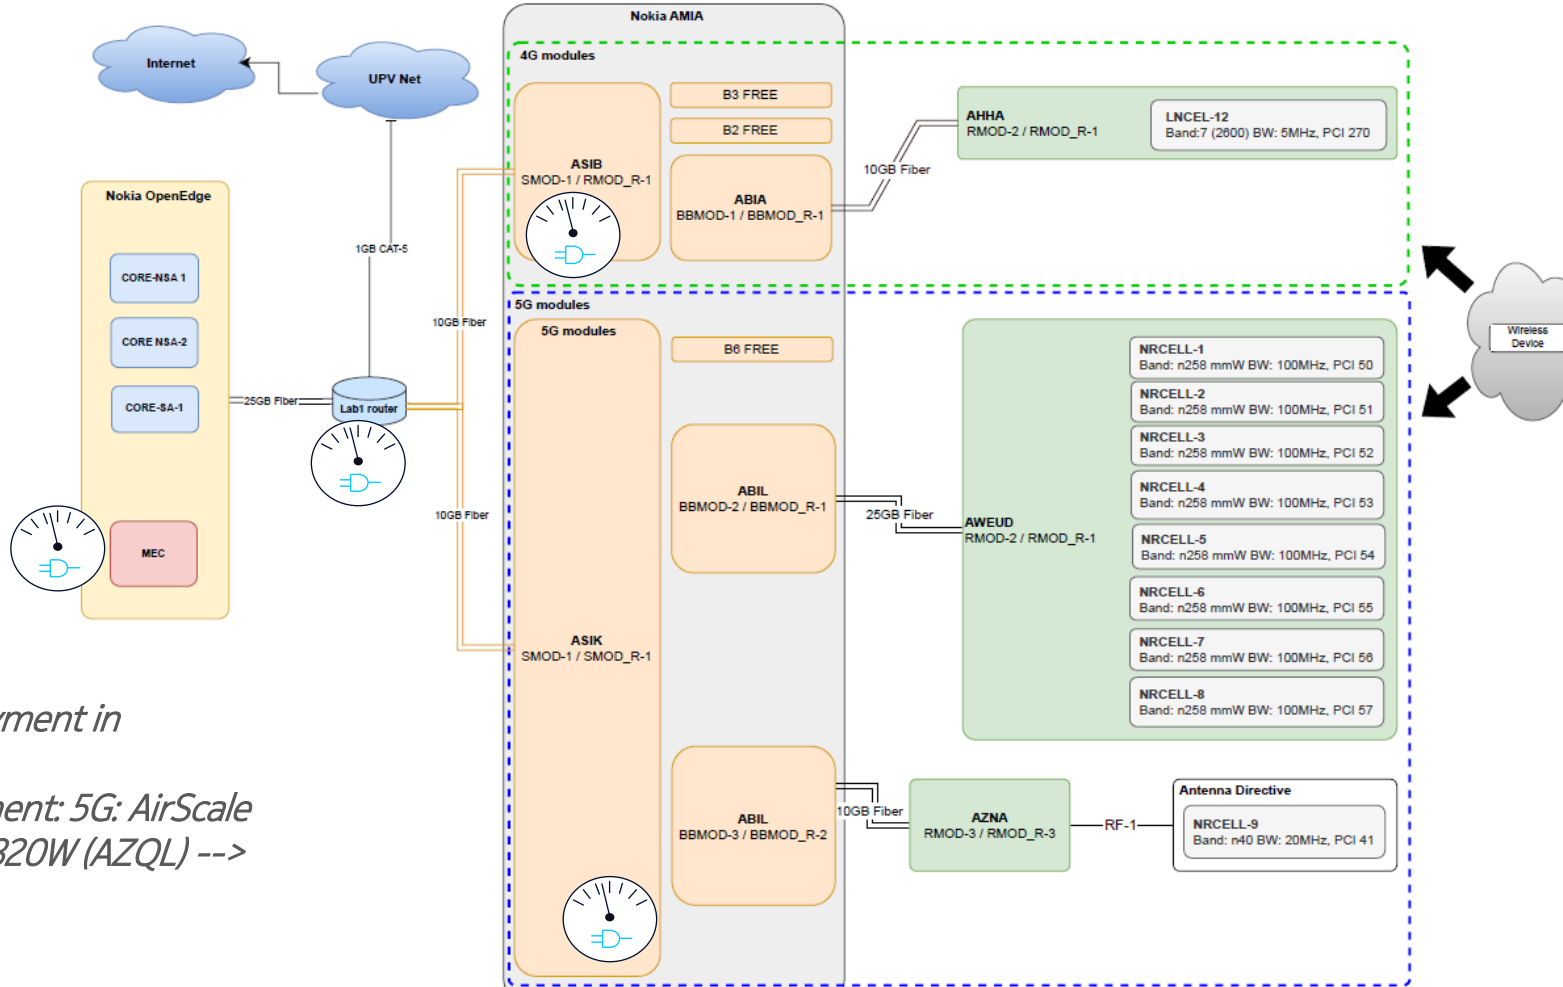 Nokia AMIA
4G modules
Internet
UPV Net
B3 FREE
B2 FREE
ASIB
SMOD-1 / RMOD_R-1
ABIA
BBMOD-1 / BBMOD_R-1
10GB Fiber
AHHA
RMOD-2 / RMOD_R-1
LNCEL-12
Band:7 (2600) BW: 5MHz, PCI 270
Nokia OpenEdge
CORE-NSA 1
CORE NSA-2
CORE-SA-1
MEC
1GB CAT-5
25GB Fiber
Lab1 router
10GB Fiber
10GB Fiber
Wireless
Device
5G modules
5G modules
ASIK
SMOD-1 / SMOD_R-1
B6 FREE
ABIL
BBMOD-2 / BBMOD_R-1
25GB Fiber
AWEUD
RMOD-2 / RMOD_R-1
NRCELL-1
Band: n258 mmW BW: 100MHz, PCI 50
NRCELL-2
Band: n258 mmW BW: 100MHz, PCI 51
NRCELL-3
Band: n258 mmW BW: 100MHz, PCI 52
NRCELL-4
Band: n258 mmW BW: 100MHz, PCI 53
NRCELL-5
Band: n258 mmW BW: 100MHz, PCI 54
NRCELL-6
Band: n258 mmW BW: 100MHz, PCI 55
NRCELL-7
Band: n258 mmW BW: 100MHz, PCI 56
NRCELL-8
Band: n258 mmW BW: 100MHz, PCI 57
ABIL
BBMOD-3 / BBMOD_R-2
10GB Fiber
AZNA
RMOD-3 / RMOD_R-3
RF-1
Antenna Directive
NRCELL-9
Band: n40 BW: 20MHz, PCI 41
yment in
nent: 5G: AirScale
320W (AZQL) -->